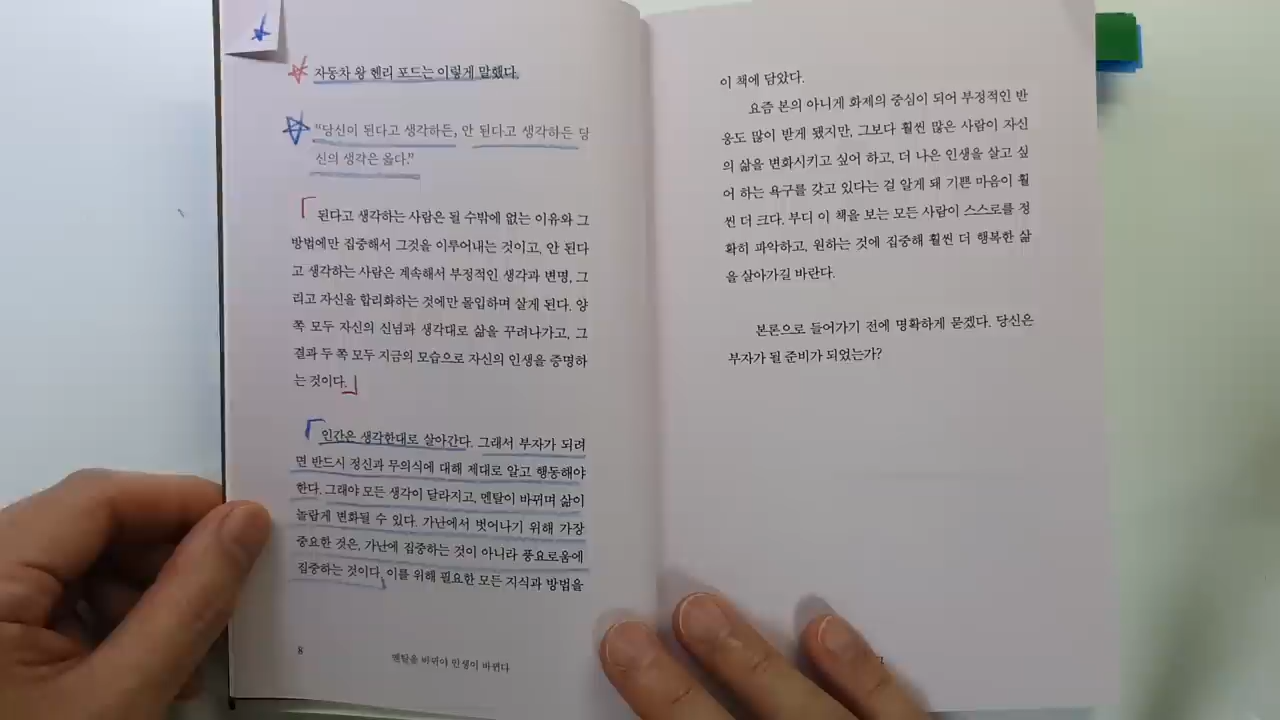 자동차 왕 헨리 포드는 이렇게 말했다.
“당신이 된다고 생각하든, 안 된다고 생각하든 당
신의 생각은 옳다.”
된다고 생각하는 사람은 될 수밖에 없는 이유와 그
방법에만 집중해서 그것을 이루어내는 것이고, 안 된다
고 생각하는 사람은 계속해서 부정적인 생각과 변명, 그
리고 자신을 합리화하는 것에만 몰입하며 살게 된다. 양
쪽 모두 자신의 신념과 생각대로 삶을 꾸려나가고, 그
결과 두 쪽 모두 지금의 모습으로 자신의 인생을 증명하
는 것이다.
인간은 생각한대로 살아간다. 그래서 부자가 되려
면 반드시 정신과 무의식에 대해 제대로 알고 행동해야
한다. 그래야 모든 생각이 달라지고, 멘탈이 바뀌며 삶이
놀랍게 변화될 수 있다. 가난에서 벗어나기 위해 가장
중요한 것은, 가난에 집중하는 것이 아니라 풍요로움에
집중하는 것이다. 이를 위해 필요한 모든 지식과 방법을
8
멘탈을 바꿔야 인생이 바뀐다
이 책에 담았다.
요즘 본의 아니게 화제의 중심이 되어 부정적인 반
응도 많이 받게 됐지만, 그보다 훨씬 많은 사람이 자신
의 삶을 변화시키고 싶어 하고, 더 나은 인생을 살고 싶
어 하는 욕구를 갖고 있다는 걸 알게 돼 기쁜 마음이 훨
씬 더 크다. 부디 이 책을 보는 모든 사람이 스스로를 정
확히 파악하고, 원하는 것에 집중해 훨씬 더 행복한 삶
을 살아가길 바란다.
본론으로 들어가기 전에 명확하게 묻겠다. 당신은
부자가 될 준비가 되었는가?